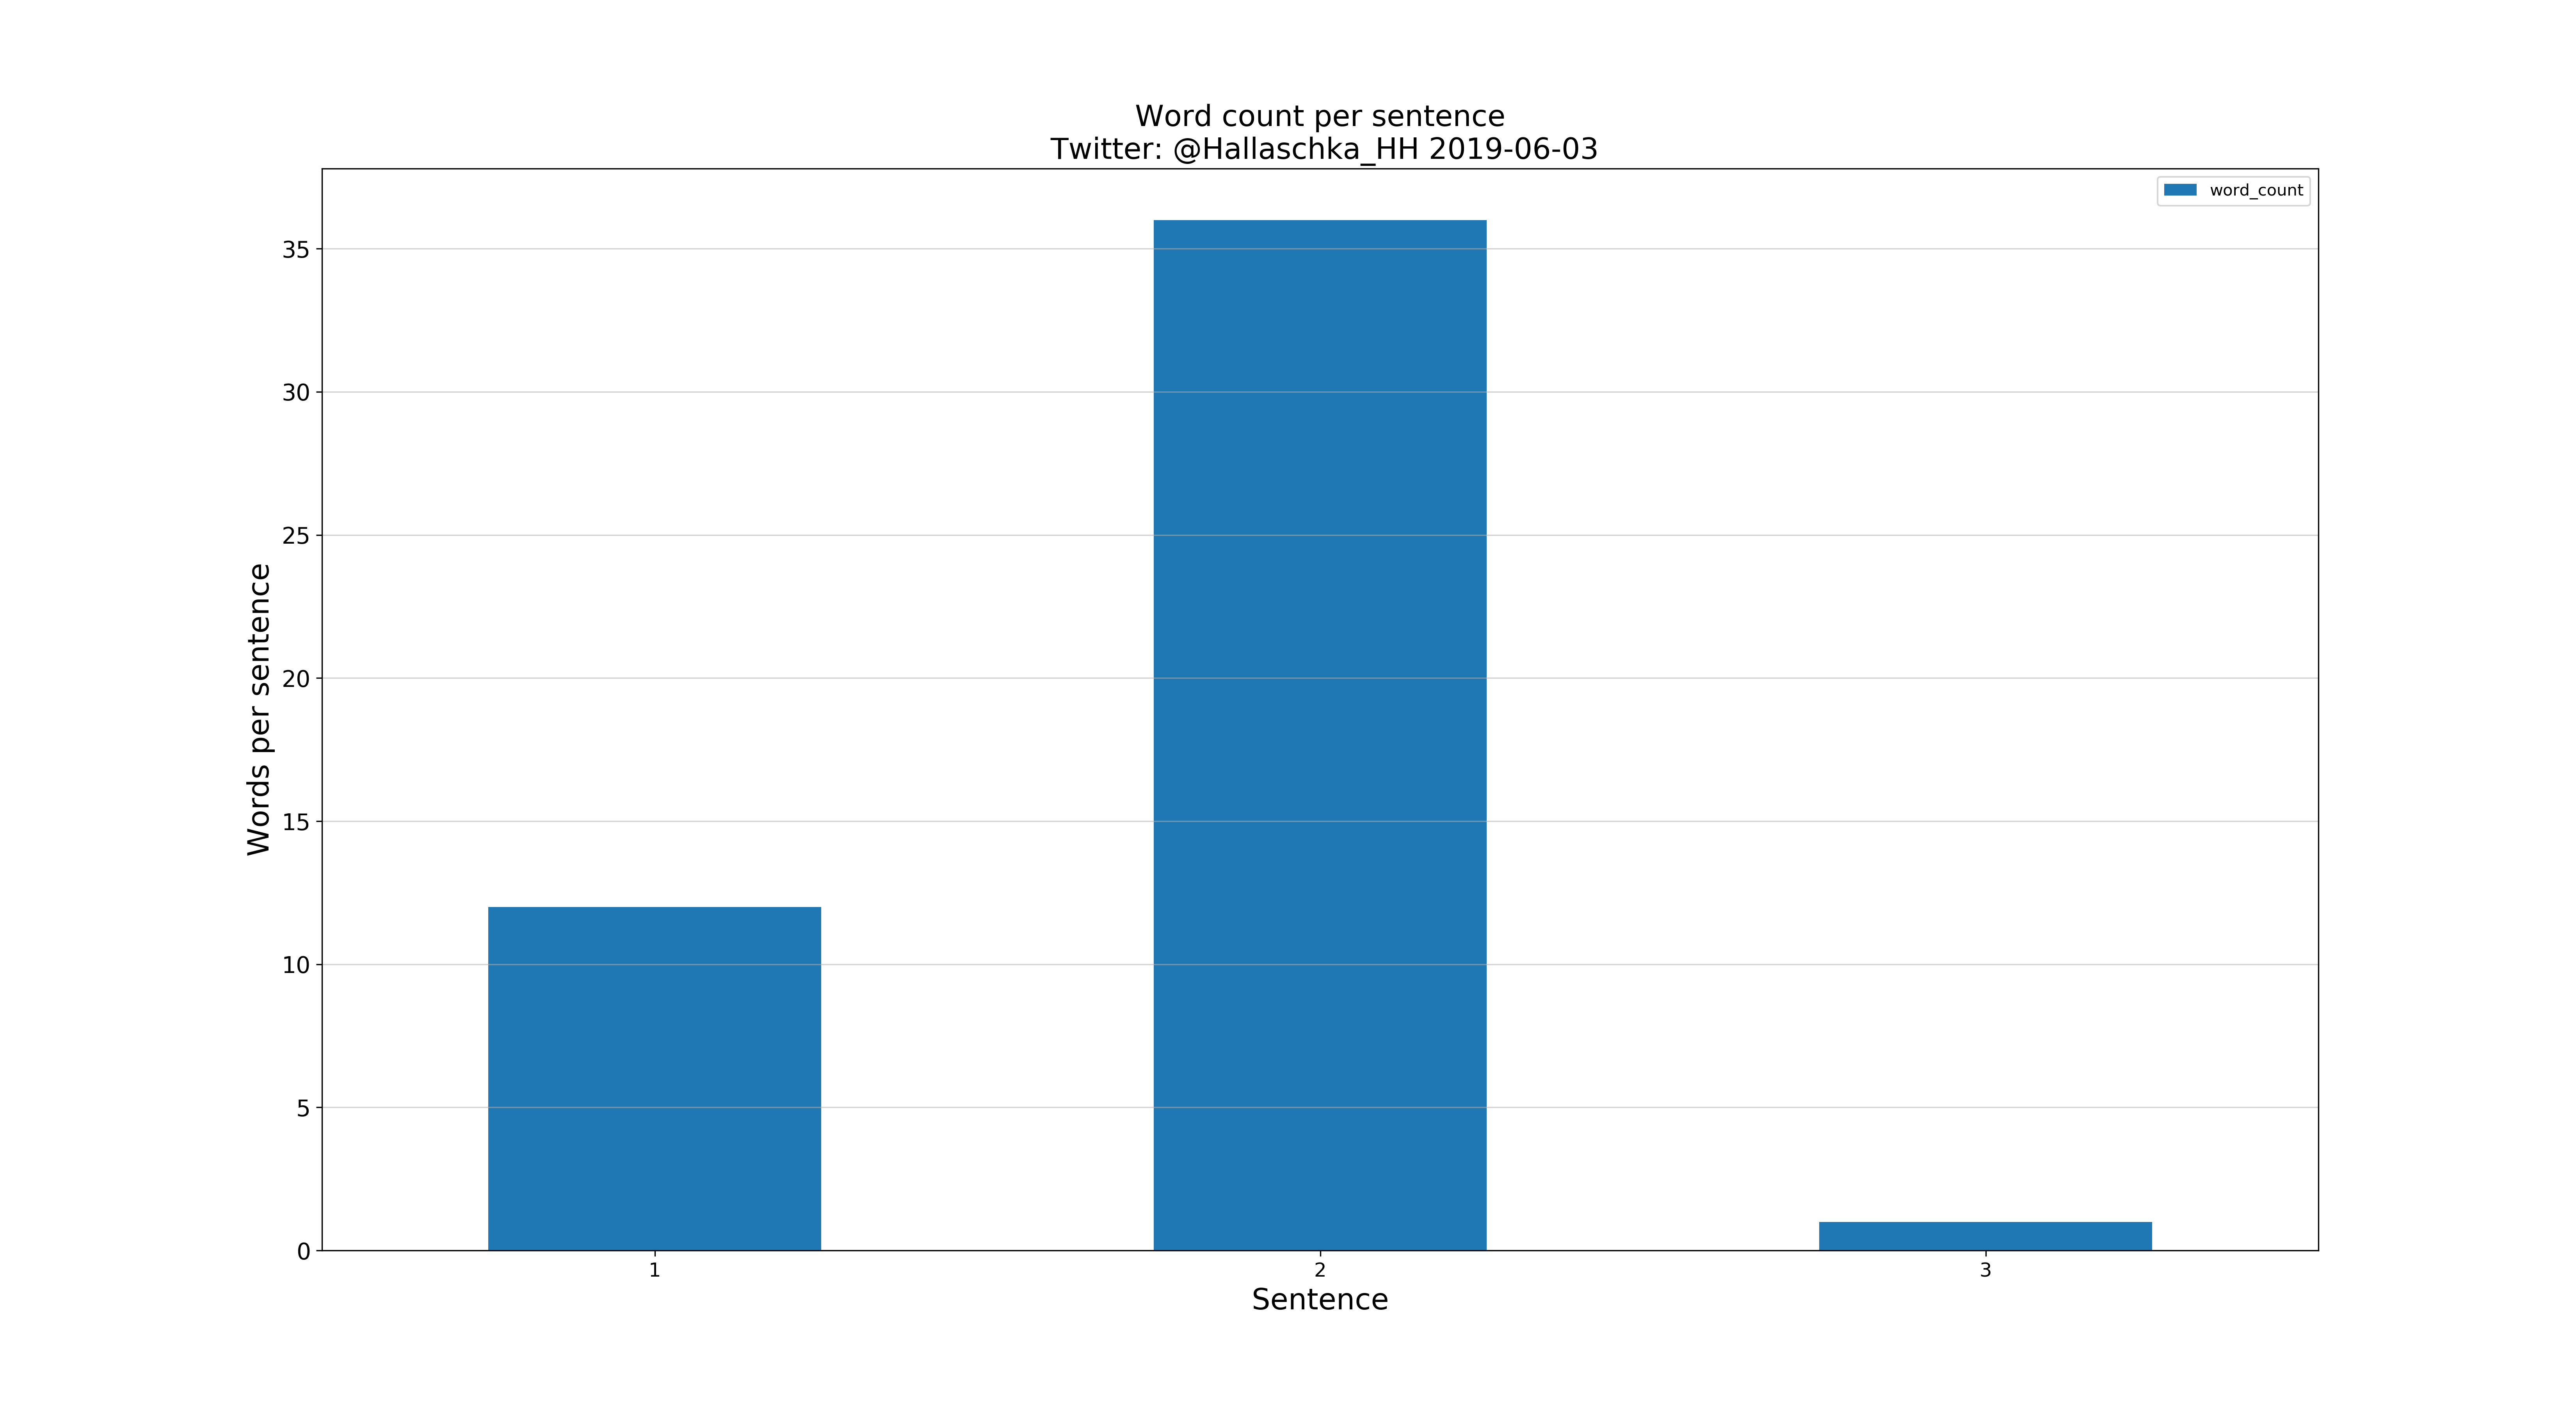 Word count per sentence
Twitter: @Hallaschka_HH 2019-06-03
word_count
35
30
25
20
15
10
5
0
Words per sentence
1 2 3
Sentence